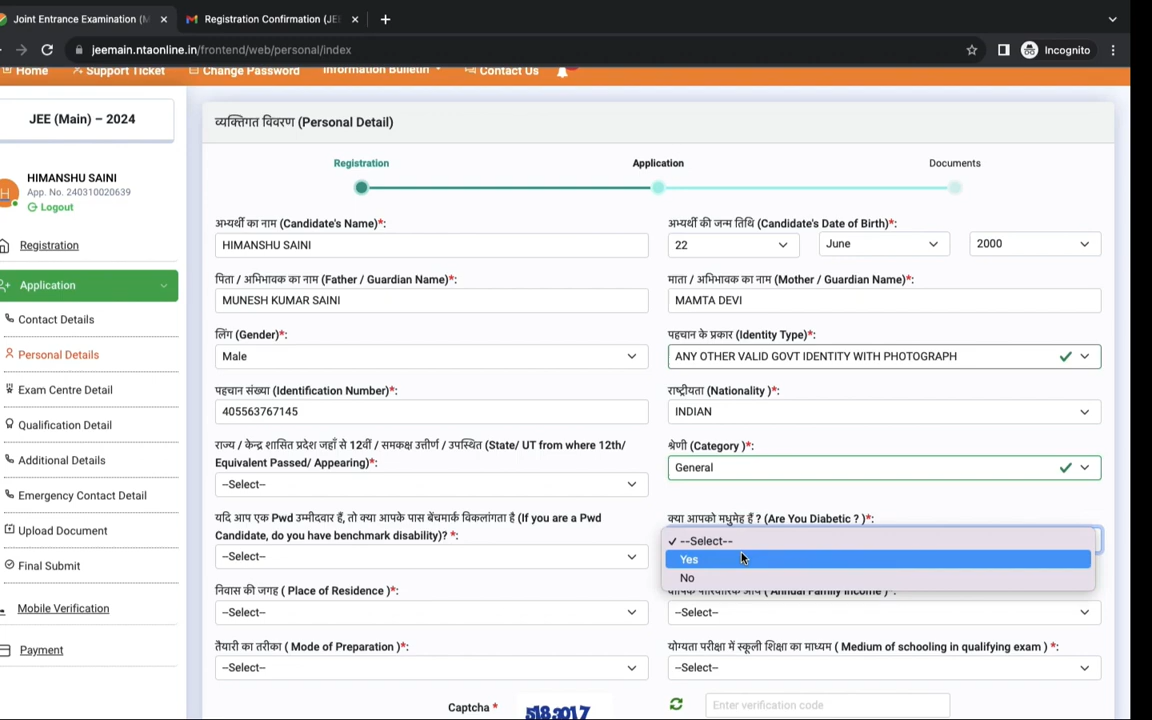 Joint Entrance Examination (M
Registration Confirmation (JEE
jeemain.ntaonline.in/frontend/web/personal/index
Incognito
Home
Support Ticket
Change Password
Information Bulletin
Contact Us
JEE (Main) – 2024
HIMANSHU SAINI
App. No. 240310020639
Logout
Registration
Application
Contact Details
Personal Details
Exam Centre Detail
Qualification Detail
Additional Details
Emergency Contact Detail
Upload Document
Final Submit
Mobile Verification
Payment
व्यक्तिगत विवरण (Personal Detail)
Registration
Application
Documents
अभ्यर्थी का नाम (Candidate's Name)*:
HIMANSHU SAINI
अभ्यर्थी की जन्म तिथि (Candidate's Date of Birth)*:
22
June
2000
पिता / अभिभावक का नाम (Father / Guardian Name)*:
MUNESH KUMAR SAINI
माता / अभिभावक का नाम (Mother / Guardian Name)*:
MAMTA DEVI
लिंग (Gender)*:
Male
पहचान के प्रकार (Identity Type)*:
ANY OTHER VALID GOVT IDENTITY WITH PHOTOGRAPH
पहचान संख्या (Identification Number)*:
405563767145
राष्ट्रीयता (Nationality )*:
INDIAN
राज्य / केन्द्र शासित प्रदेश जहाँ से 12वीं / समकक्ष उत्तीर्ण / उपस्थित (State/ UT from where 12th/
Equivalent Passed/ Appearing)*:
--Select--
श्रेणी (Category )*:
General
यदि आप एक Pwd उम्मीदवार हैं, तो क्या आपके पास बेंचमार्क विकलांगता है (If you are a Pwd
Candidate, do you have benchmark disability)? *:
--Select--
क्या आपको मधुमेह हैं ? (Are You Diabetic ? )*:
✓ --Select--
Yes
No
निवास की जगह ( Place of Residence )*:
--Select--
वार्षिक पारिवारिक आय ( Annual Family Income )*:
--Select--
तैयारी का तरीका ( Mode of Preparation )*:
--Select--
योग्यता परीक्षा में स्कूली शिक्षा का माध्यम ( Medium of schooling in qualifying exam ) *:
--Select--
Captcha *
Enter verification code